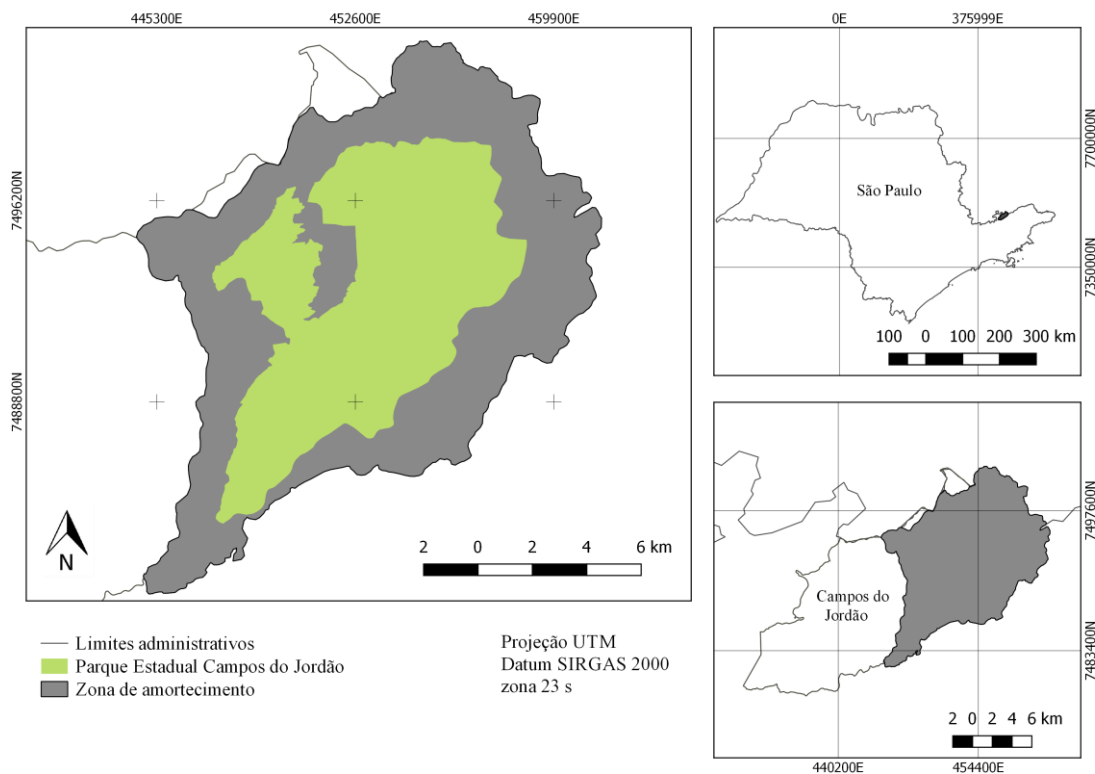 445300E
452600E
459900E
7496200N
7488800N
N
2 0 2 4 6 km
0E
375999E
São Paulo
7700000N
7350000N
100 0 100 200 300 km
Campos do
Jordão
7497600N
7483400N
2 0 2 4 6 km
440200E
454400E
Limites administrativos
Parque Estadual Campos do Jordão
Zona de amortecimento
Projeção UTM
Datum SIRGAS 2000
zona 23 s